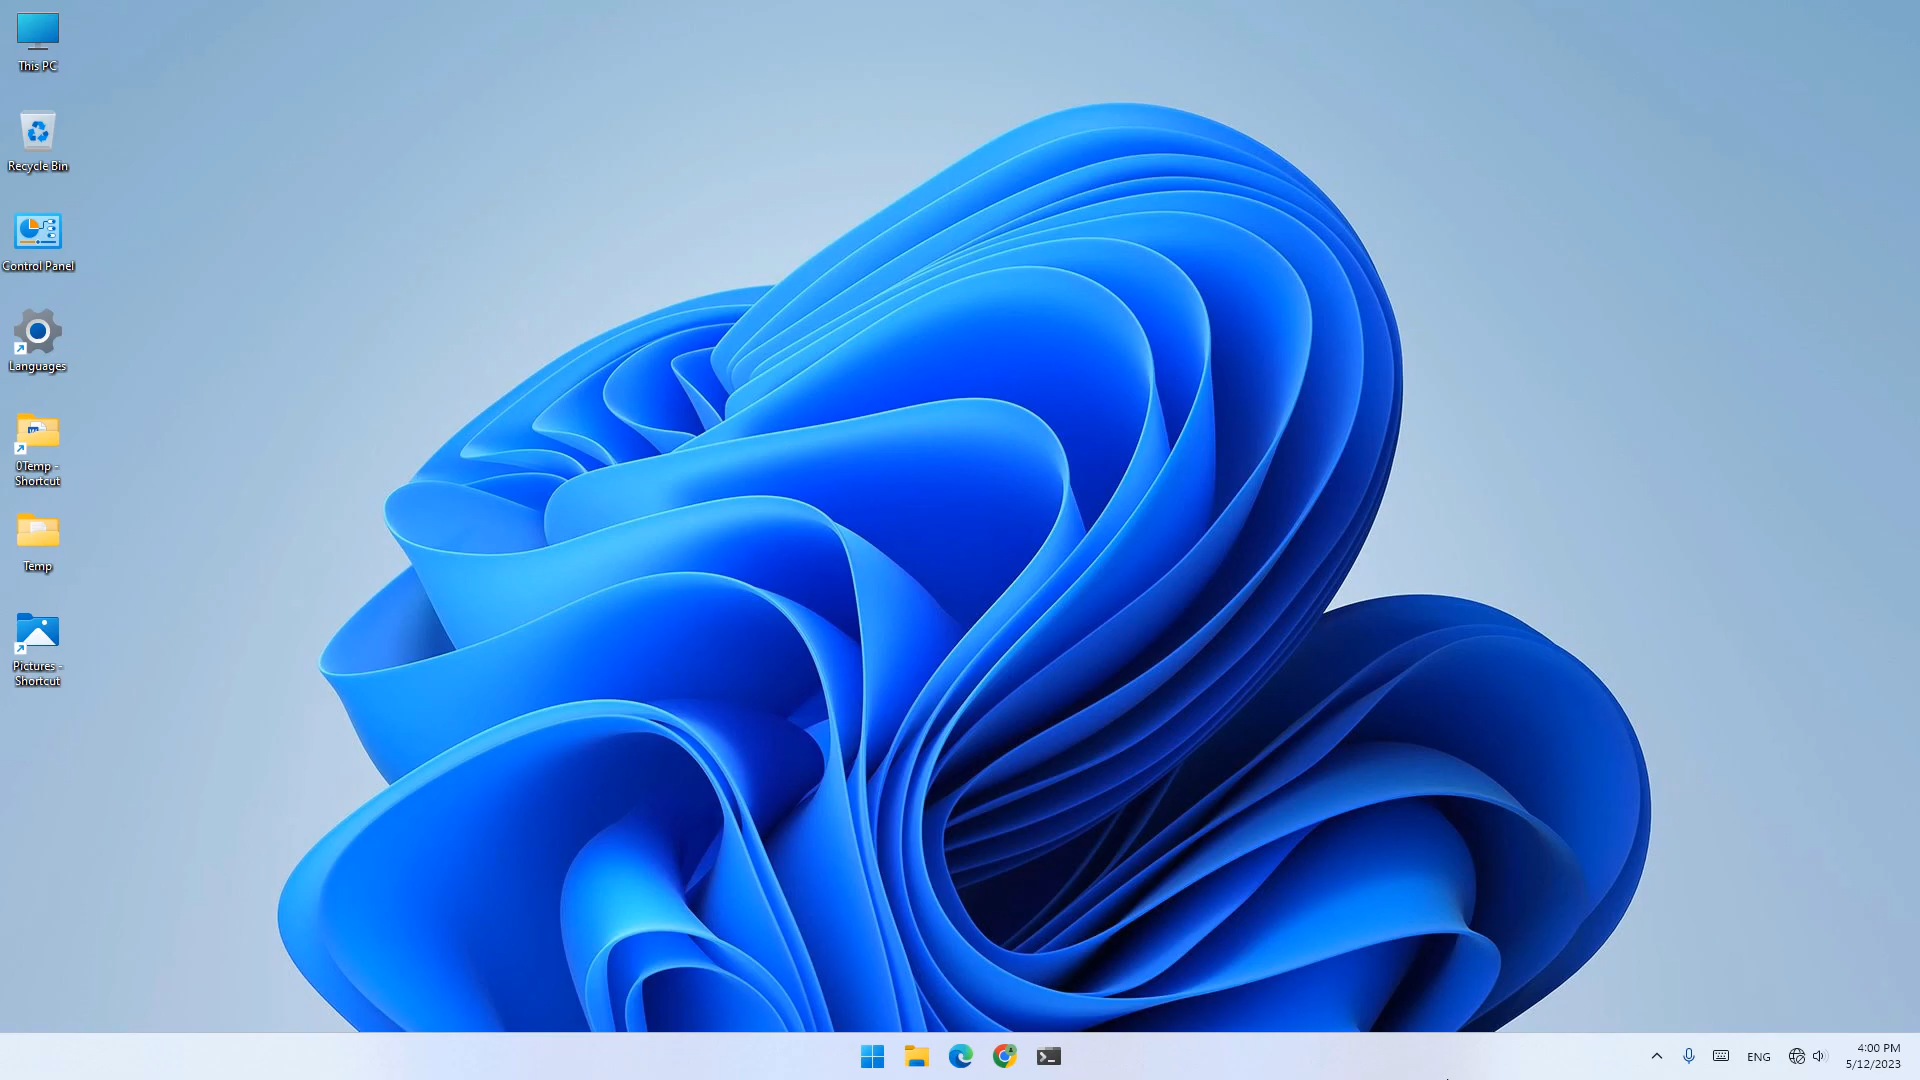 This PC
Recycle Bin
Control Panel
Languages
0Temp -
Shortcut
Temp
Pictures -
Shortcut
ENG
4:00 PM
5/12/2023